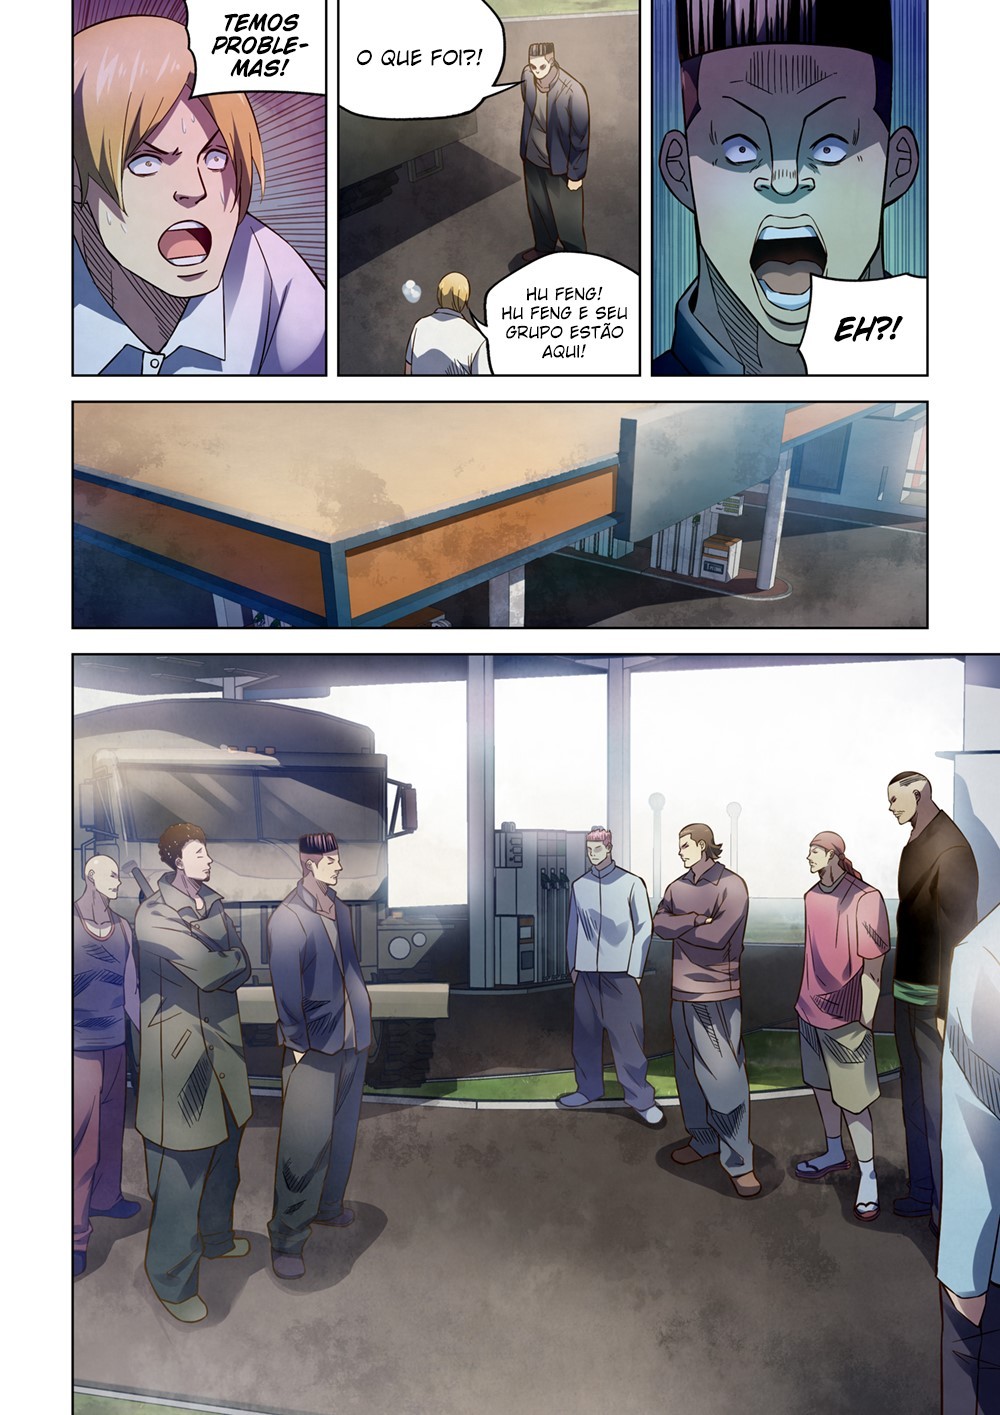 TEMOS
PROBLE-
MAS!
O QUE FOI?!
HU FENG!
HU FENG E SEU
GRUPO ESTÃO
AQUI!
EH?!